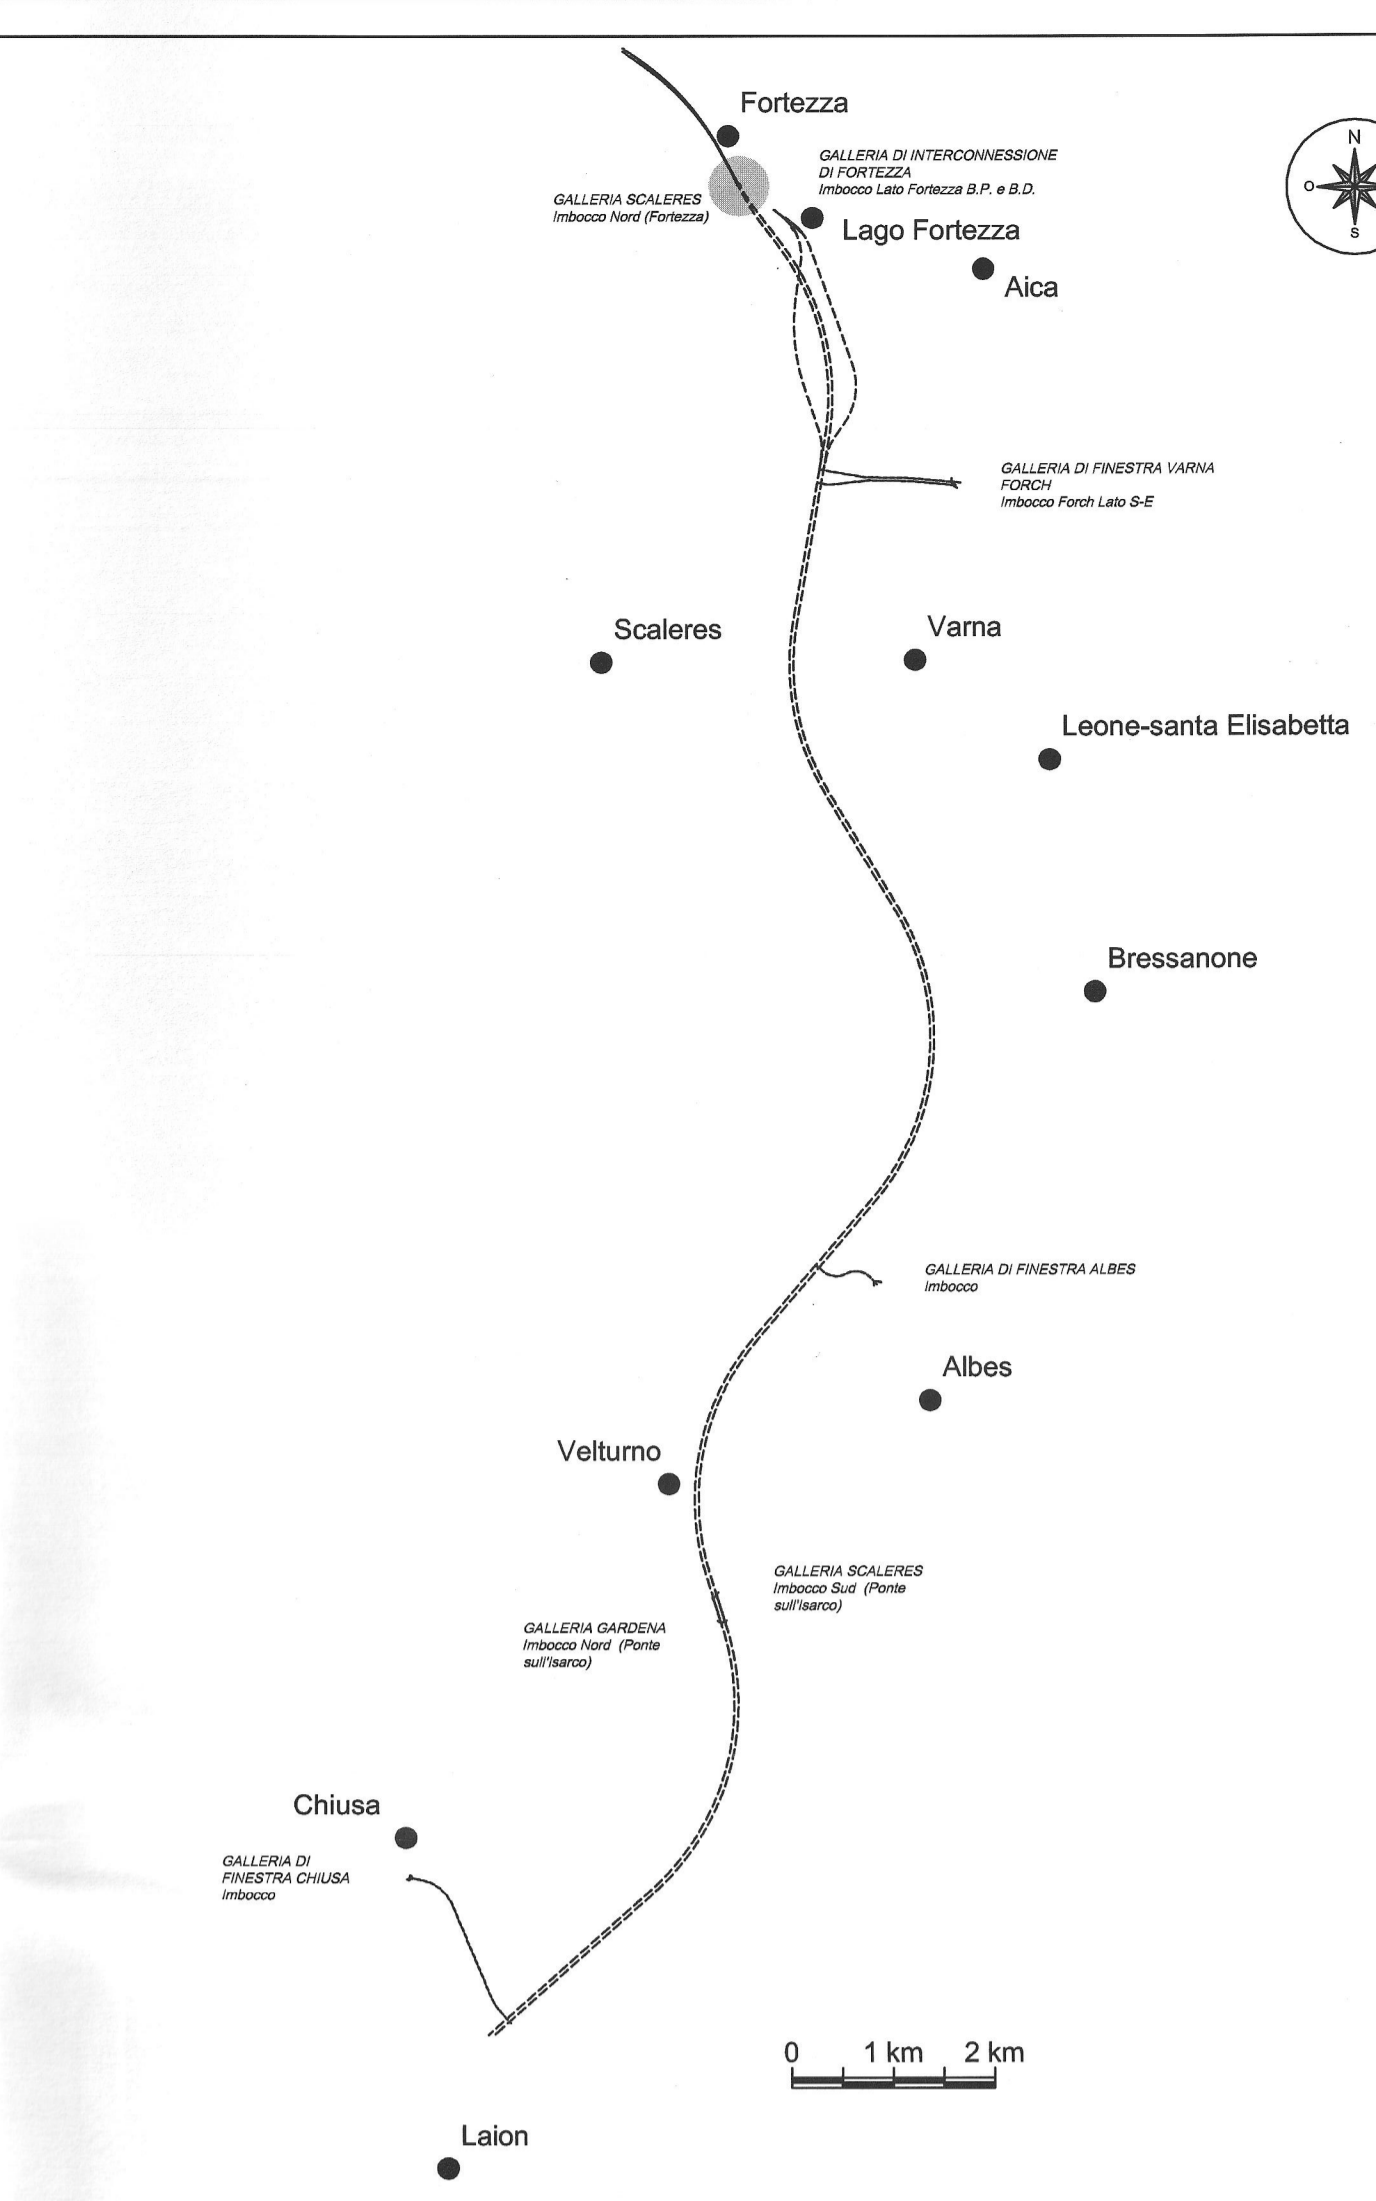 Fortezza
GALLERIA DI INTERCONNESSIONE
DI FORTEZZA
Imbocco Lato Fortezza B.P. e B.D.
N
O
S
GALLERIA SCALERES
Imbocco Nord (Fortezza)
Lago Fortezza
Aica
GALLERIA DI FINESTRA VARNA
FORCH
Imbocco Forch Lato S-E
Scaleres
Varna
Leone-santa Elisabetta
Bressanone
GALLERIA DI FINESTRA ALBES
Imbocco
Albes
Velturno
GALLERIA SCALERES
Imbocco Sud (Ponte
sull'Isarco)
GALLERIA GARDENA
Imbocco Nord (Ponte
sull'Isarco)
Chiusa
GALLERIA DI
FINESTRA CHIUSA
Imbocco
0 1 km 2 km
Laion